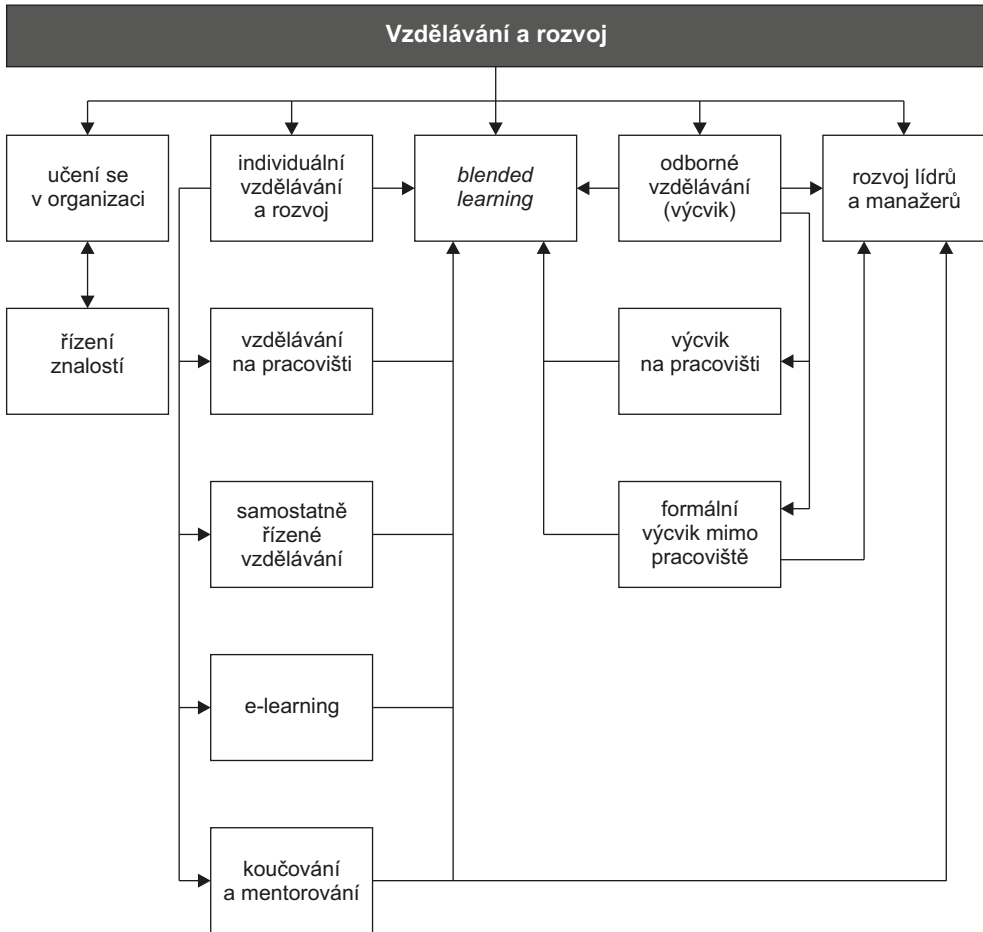 Vzdělávání a rozvoj
učení se
v organizaci
individuální
vzdělávání
a rozvoj
blended
learning
odborné
vzdělávání
(výcvik)
rozvoj lídrů
a manažerů
řízení
znalostí
vzdělávání
na pracovišti
výcvik
na pracovišti
samostatně
řízené
vzdělávání
formální
výcvik mimo
pracoviště
e-learning
koučování
a mentorování